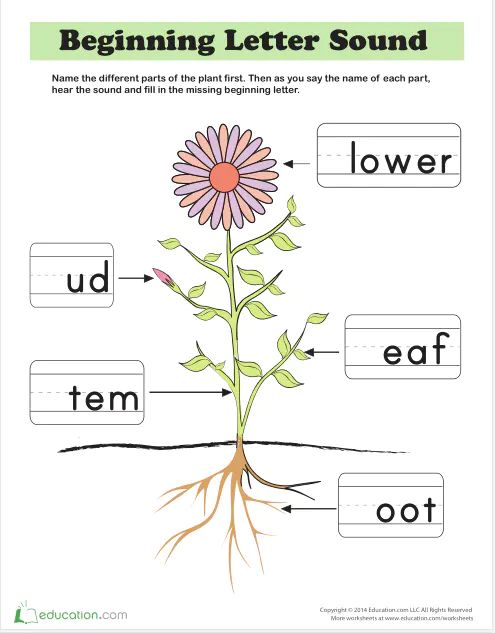 Beginning Letter Sound
Name the different parts of the plant first. Then as you say the name of each part,
hear the sound and fill in the missing beginning letter.
lower
ud
eaf
tem
oot
education.com
Copyright © 2014 Education.com LLC All Rights Reserved
More worksheets at www.education.com/worksheets